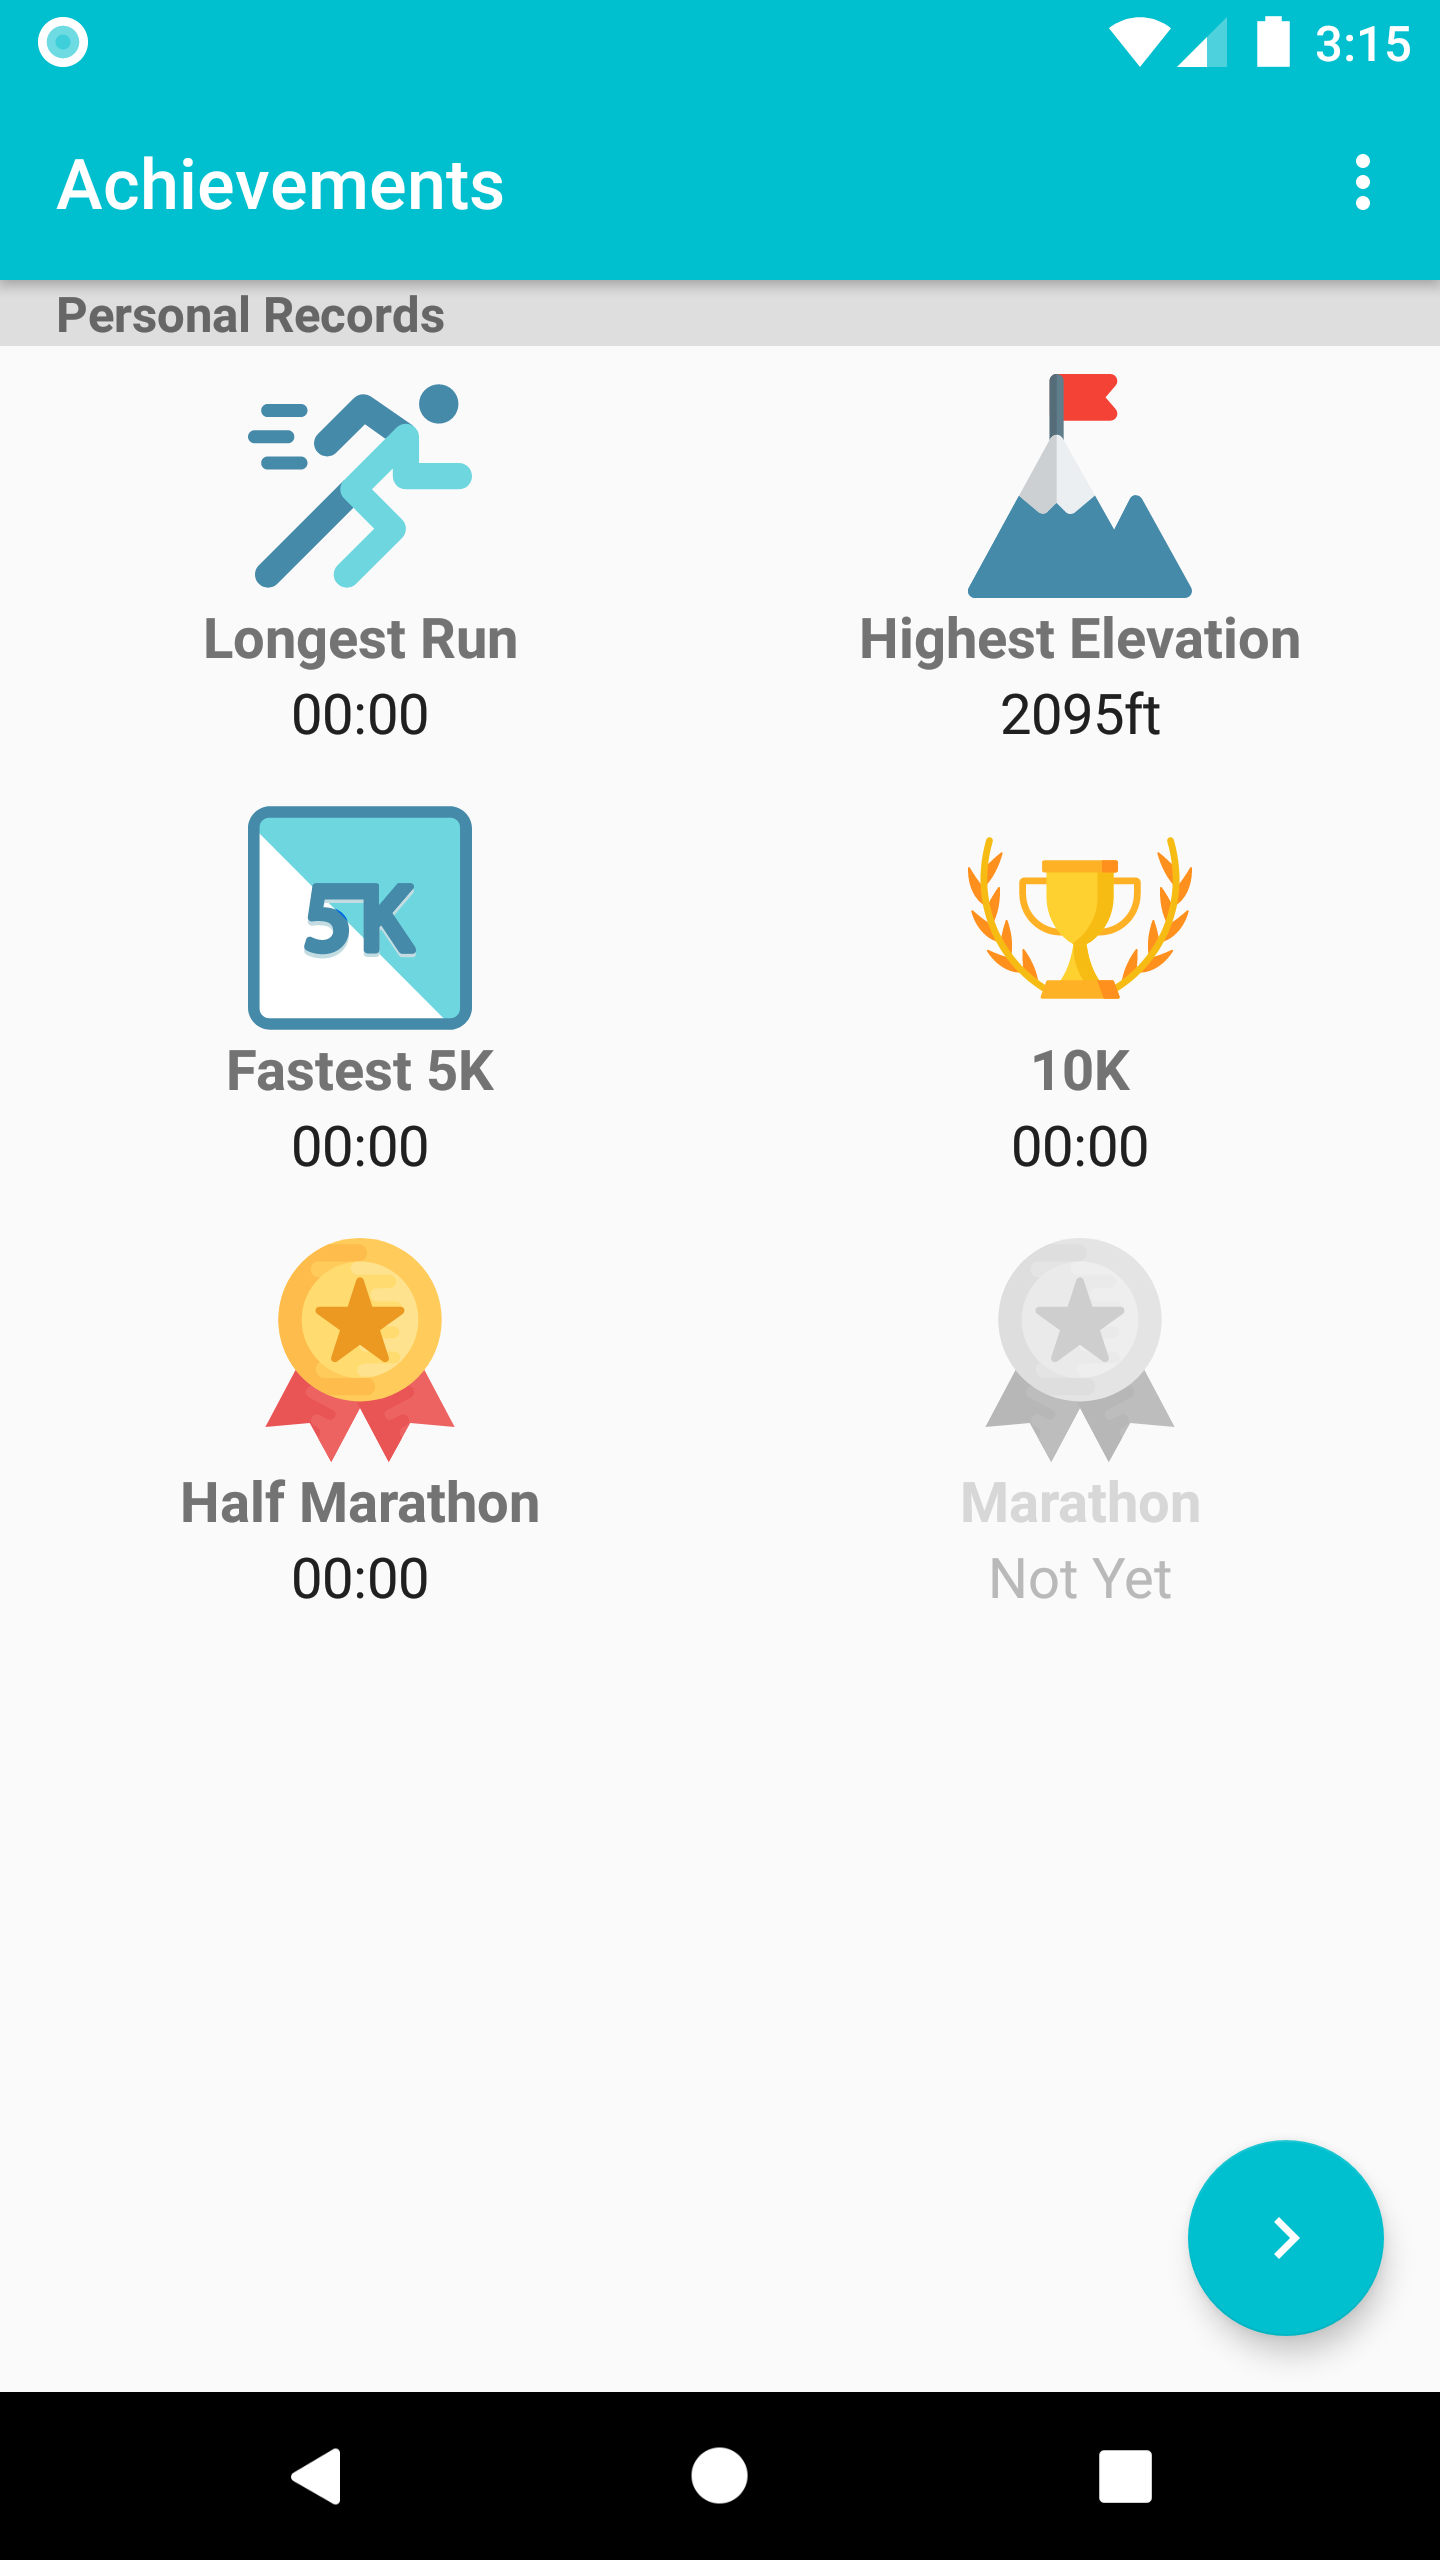 3:15
Achievements
Personal Records
Longest Run
00:00
Highest Elevation
2095ft
5K
Fastest 5K
00:00
10K
00:00
Half Marathon
00:00
Marathon
Not Yet